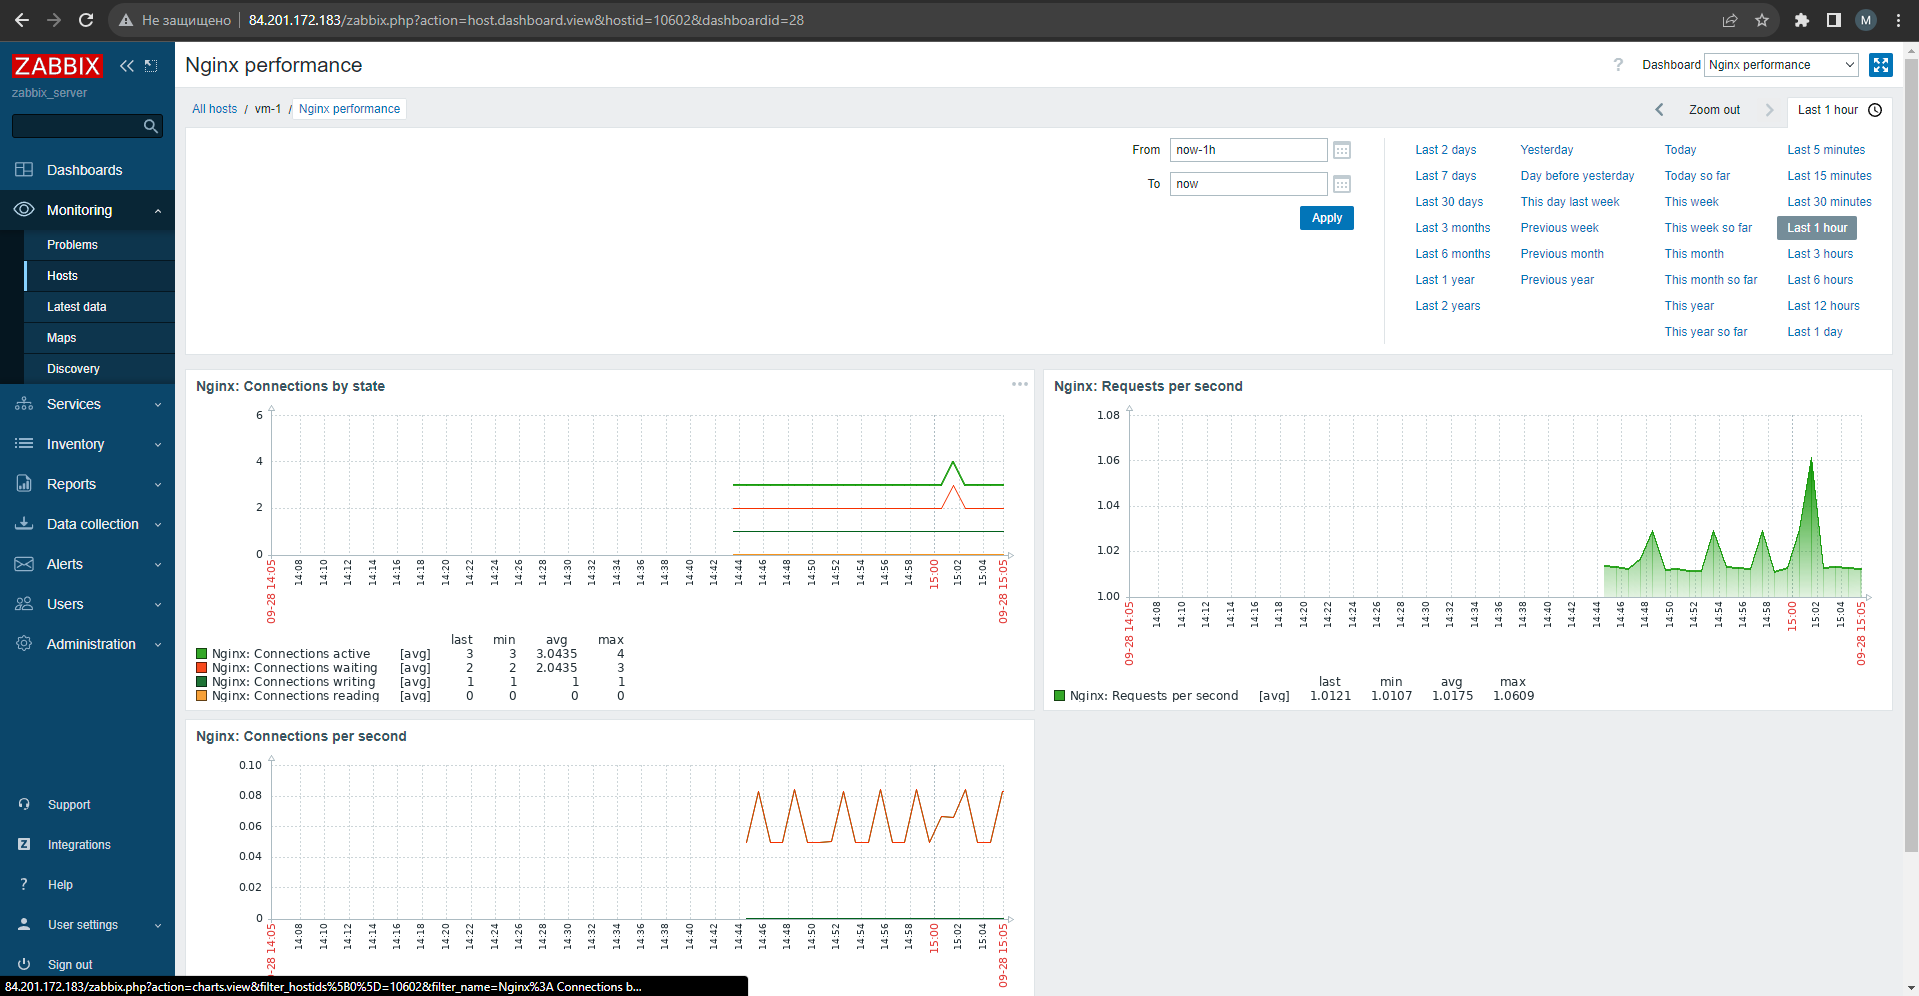 Не защищено 84.201.172.183/zabbix.php?action=host.dashboard.view&hostid=10602&dashboardid=28
M
ZABBIX
zabbix_server
Dashboards
Monitoring
Problems
Hosts
Latest data
Maps
Discovery
Services
Inventory
Reports
Data collection
Alerts
Users
Administration
Support
Z Integrations
? Help
User settings
Sign out
Nginx performance
? Dashboard Nginx performance
All hosts / vm-1 / Nginx performance
Zoom out
Last 1 hour
From now-1h
To now
Apply
Last 2 days Yesterday Today Last 5 minutes
Last 7 days Day before yesterday Today so far Last 15 minutes
Last 30 days This day last week This week Last 30 minutes
Last 3 months Previous week This week so far Last 1 hour
Last 6 months Previous month This month Last 3 hours
Last 1 year Previous year This month so far Last 6 hours
Last 2 years This year Last 12 hours
This year so far Last 1 day
Nginx: Connections by state
6
4
2
0
09-28 14:05 14:08 14:10 14:12 14:14 14:16 14:18 14:20 14:22 14:24 14:26 14:28 14:30 14:32 14:34 14:36 14:38 14:40 14:42 14:44 14:46 14:48 14:50 14:52 14:54 14:56 14:58 15:00 15:02 15:04 09-28 15:05
last min avg max
Nginx: Connections active [avg] 3 3 3.0435 4
Nginx: Connections waiting [avg] 2 2 2.0435 3
Nginx: Connections writing [avg] 1 1 1 1
Nginx: Connections reading [avg] 0 0 0 0
Nginx: Requests per second
1.08
1.06
1.04
1.02
1.00
09-28 14:05 14:08 14:10 14:12 14:14 14:16 14:18 14:20 14:22 14:24 14:26 14:28 14:30 14:32 14:34 14:36 14:38 14:40 14:42 14:44 14:46 14:48 14:50 14:52 14:54 14:56 14:58 15:00 15:02 15:04 09-28 15:05
last min avg max
Nginx: Requests per second [avg] 1.0121 1.0107 1.0175 1.0609
Nginx: Connections per second
0.10
0.08
0.06
0.04
0.02
0
09-28 14:05 14:08 14:10 14:12 14:14 14:16 14:18 14:20 14:22 14:24 14:26 14:28 14:30 14:32 14:34 14:36 14:38 14:40 14:42 14:44 14:46 14:48 14:50 14:52 14:54 14:56 14:58 15:00 15:02 15:04 09-28 15:05
84.201.172.183/zabbix.php?action=charts.view&filter_hostids%5B0%5D=10602&filter_name=Nginx%3A Connections b...